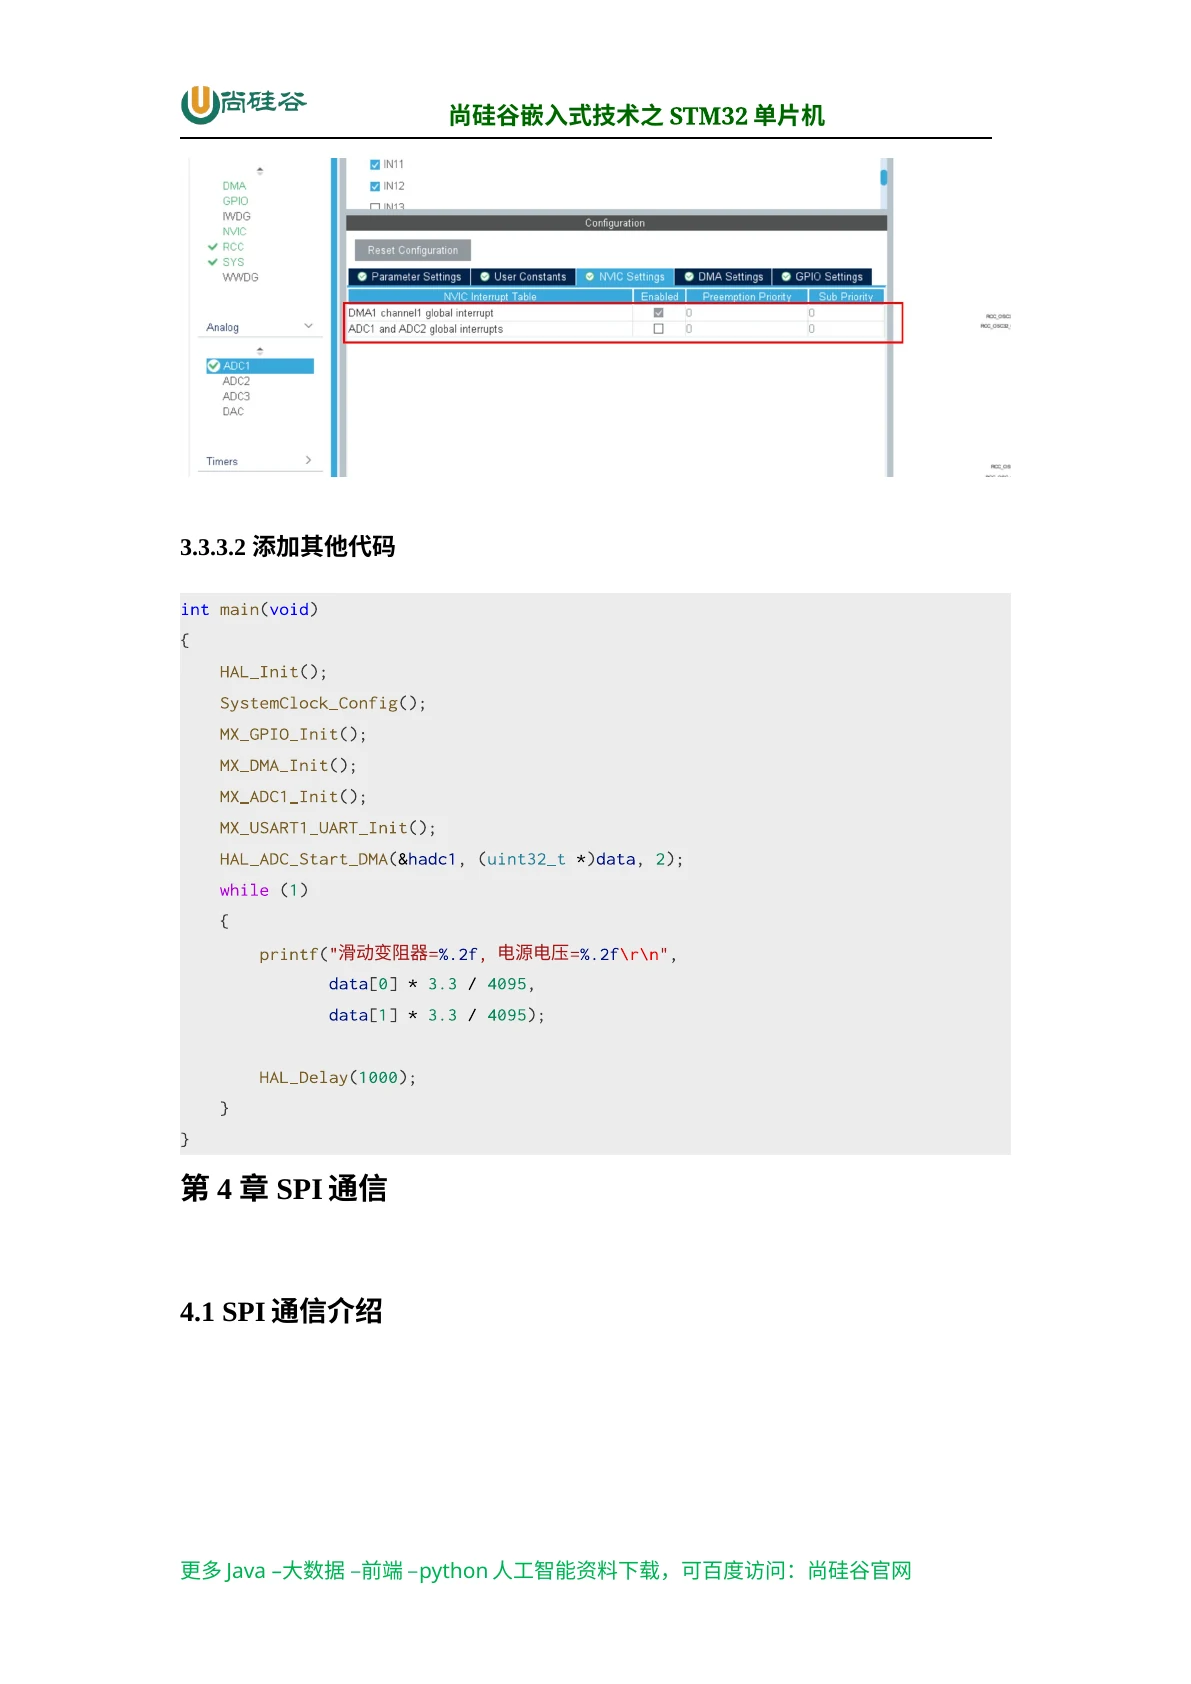 尚硅谷
尚硅谷嵌入式技术之 STM32 单片机
IN11
IN12
IN13
DMA
GPIO
IWDG
NVIC
RCC
SYS
WWDG
Analog
ADC1
ADC2
ADC3
DAC
Timers
Configuration
Reset Configuration
Parameter Settings User Constants NVIC Settings DMA Settings GPIO Settings
NVIC Interrupt Table Enabled Preemption Priority Sub Priority
DMA1 channel1 global interrupt 0 0
ADC1 and ADC2 global interrupts 0 0
3.3.3.2 添加其他代码
int main(void)
{
    HAL_Init();
    SystemClock_Config();
    MX_GPIO_Init();
    MX_DMA_Init();
    MX_ADC1_Init();
    MX_USART1_UART_Init();
    HAL_ADC_Start_DMA(&hadc1, (uint32_t *)data, 2);
    while (1)
    {
        printf("滑动变阻器=%.2f, 电源电压=%.2f\r\n",
               data[0] * 3.3 / 4095,
               data[1] * 3.3 / 4095);
        HAL_Delay(1000);
    }
}
第 4 章 SPI 通信
4.1 SPI 通信介绍
更多 Java –大数据 –前端 –python 人工智能资料下载，可百度访问：尚硅谷官网